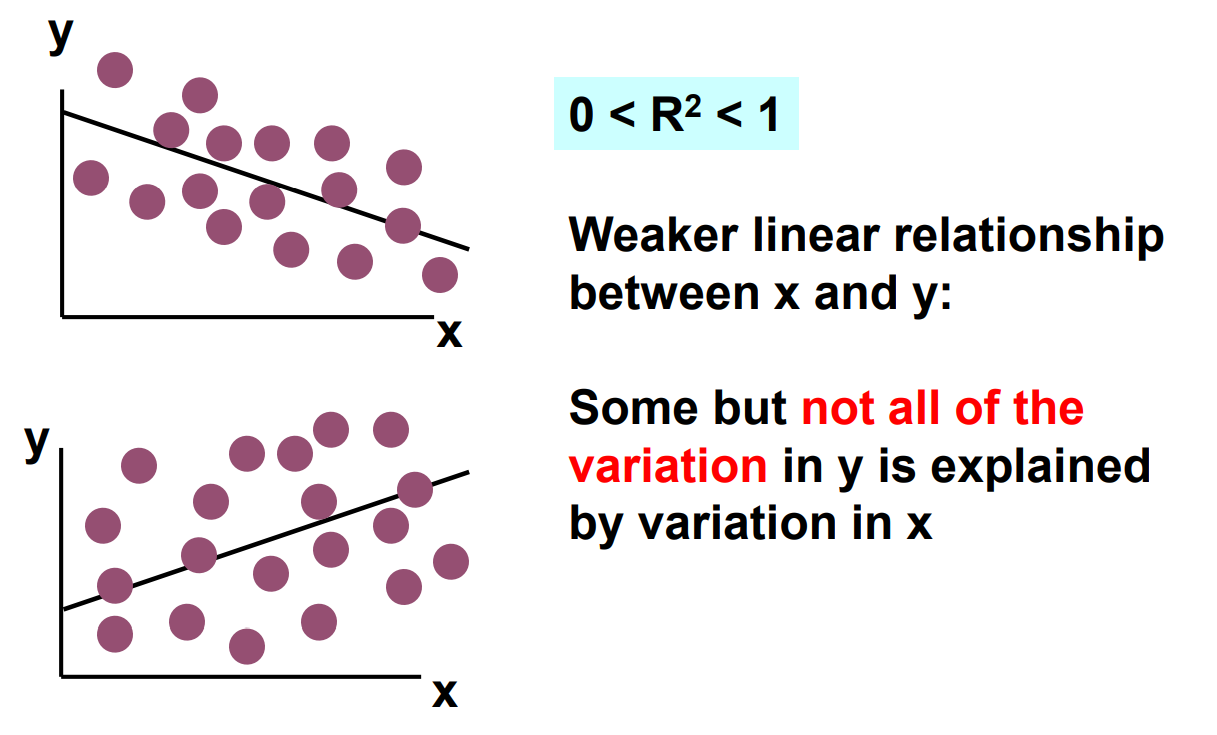 y
x
y
x
0 < R² < 1
Weaker linear relationship
between x and y:
Some but not all of the
variation in y is explained
by variation in x